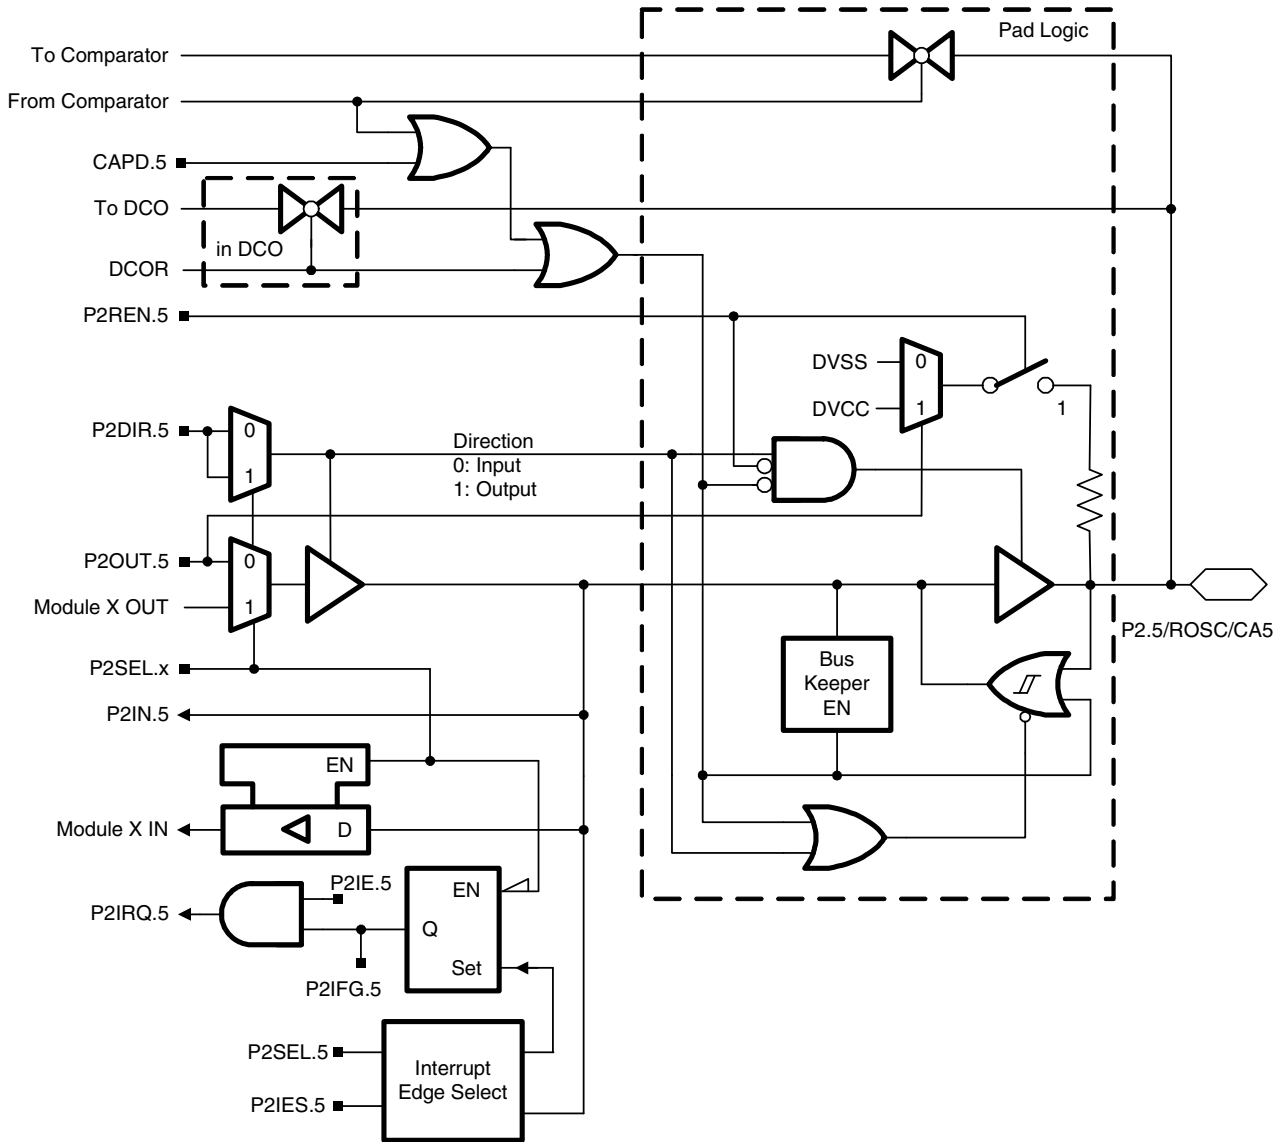 Pad Logic
To Comparator
From Comparator
CAPD.5
To DCO
in DCO
DCOR
P2REN.5
DVSS
0
DVCC
1
1
P2DIR.5
0
1
Direction
0: Input
1: Output
P2OUT.5
0
Module X OUT
1
P2.5/ROSC/CA5
P2SEL.x
Bus
Keeper
EN
P2IN.5
EN
Module X IN
D
P2IE.5
EN
P2IRQ.5
Q
Set
P2IFG.5
P2SEL.5
Interrupt
Edge Select
P2IES.5